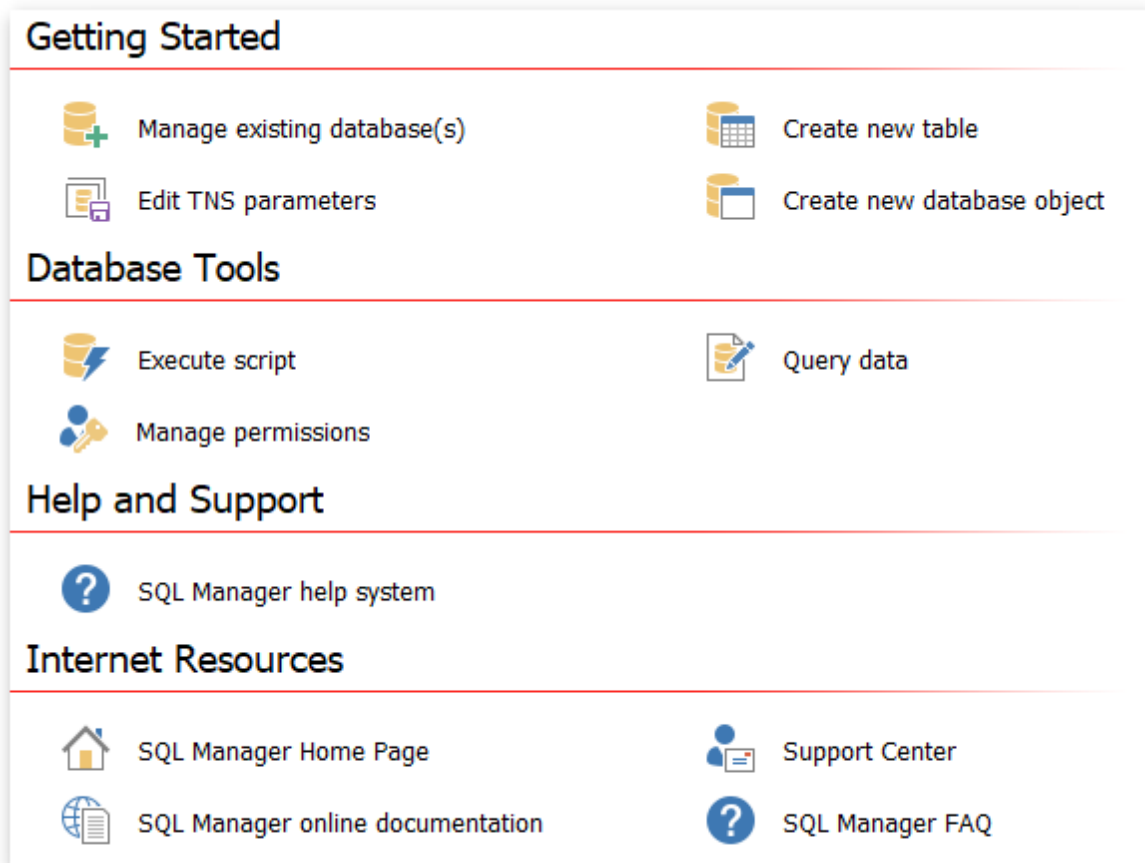 Getting Started
Manage existing database(s)
Create new table
Edit TNS parameters
Create new database object
Database Tools
Execute script
Query data
Manage permissions
Help and Support
SQL Manager help system
Internet Resources
SQL Manager Home Page
Support Center
SQL Manager online documentation
SQL Manager FAQ